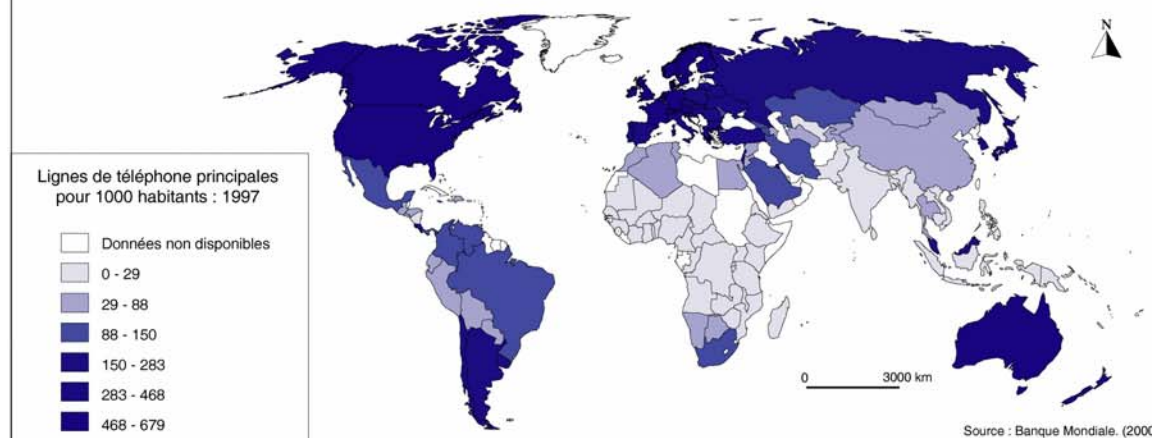 N
Lignes de téléphone principales
pour 1000 habitants : 1997
Données non disponibles
0 - 29
29 - 88
88 - 150
150 - 283
283 - 468
468 - 679
0 3000 km
Source : Banque Mondiale. (2000